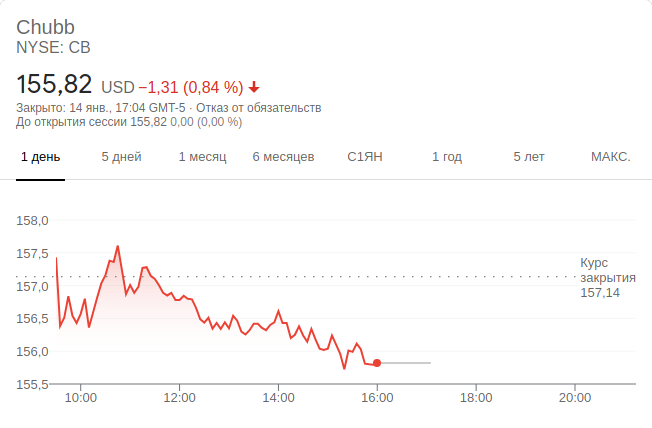 Chubb
NYSE: CB
155,82 USD −1,31 (0,84 %)
Закрыто: 14 янв., 17:04 GMT-5 · Отказ от обязательств
До открытия сессии 155,82 0,00 (0,00 %)
1 день 5 дней 1 месяц 6 месяцев С1ЯН 1 год 5 лет МАКС.
158,0
157,5
157,0
156,5
156,0
155,5
Курс
закрытия
157,14
10:00 12:00 14:00 16:00 18:00 20:00